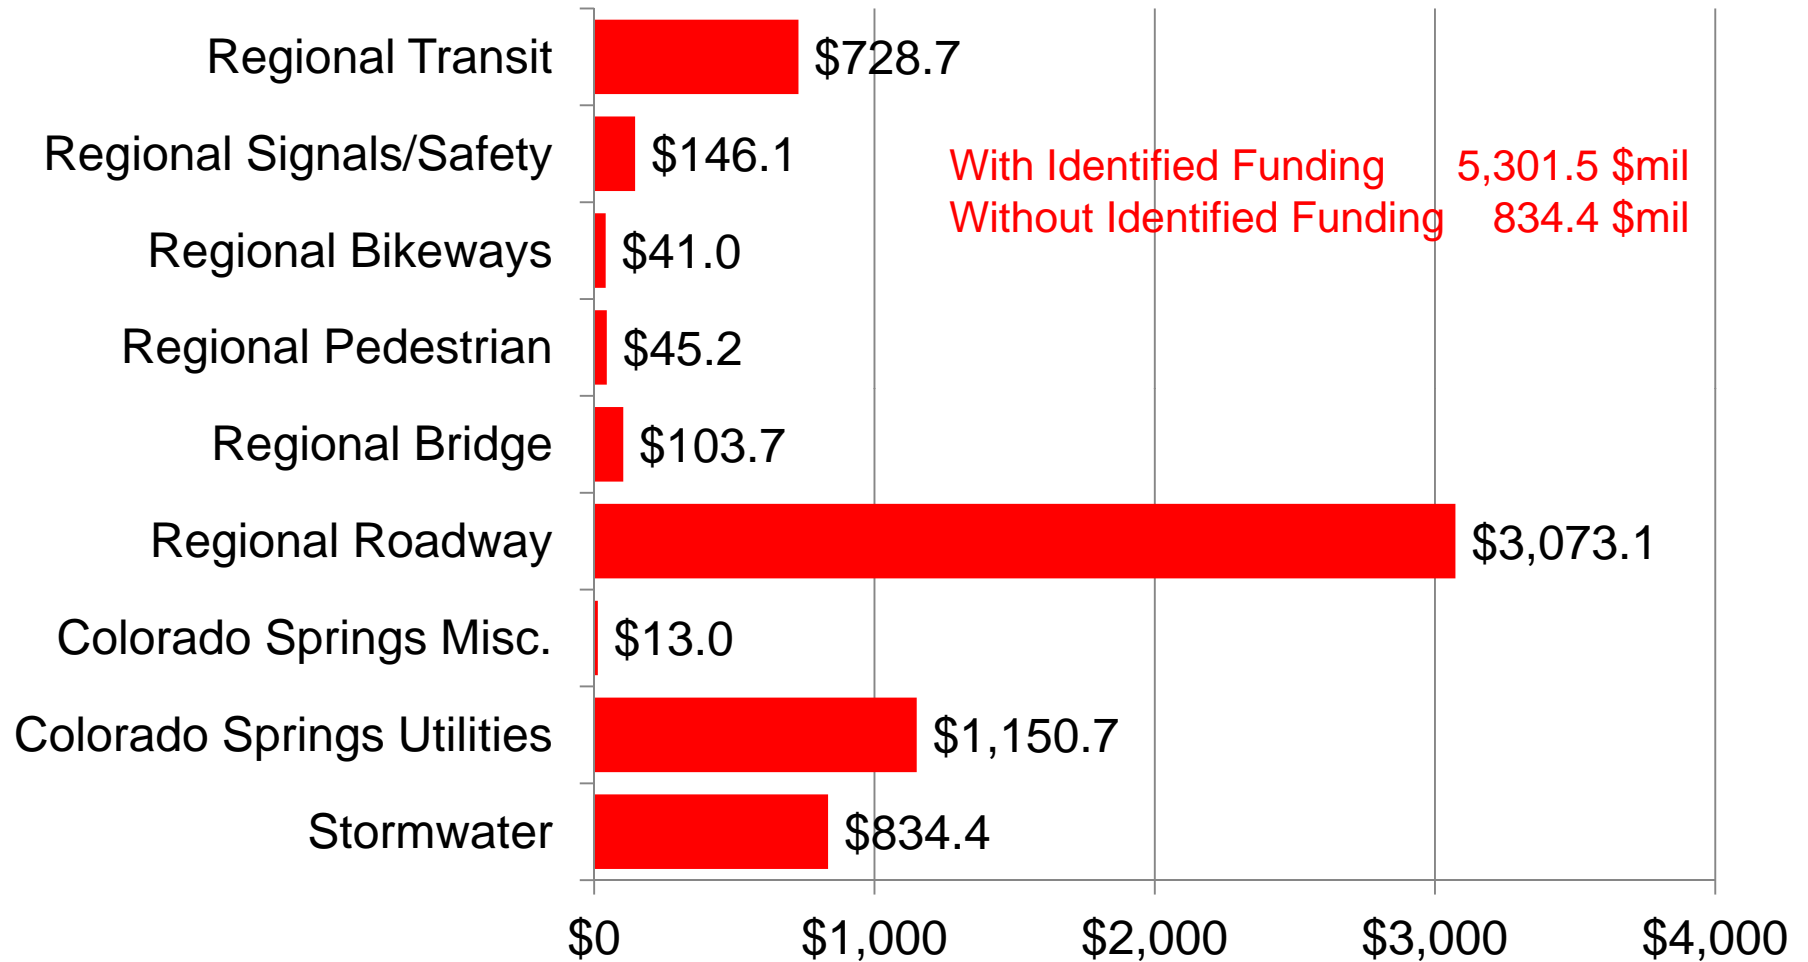 Regional Transit $728.7
Regional Signals/Safety $146.1
With Identified Funding 5,301.5 $mil
Without Identified Funding 834.4 $mil
Regional Bikeways $41.0
Regional Pedestrian $45.2
Regional Bridge $103.7
Regional Roadway $3,073.1
Colorado Springs Misc. $13.0
Colorado Springs Utilities $1,150.7
Stormwater $834.4
$0 $1,000 $2,000 $3,000 $4,000